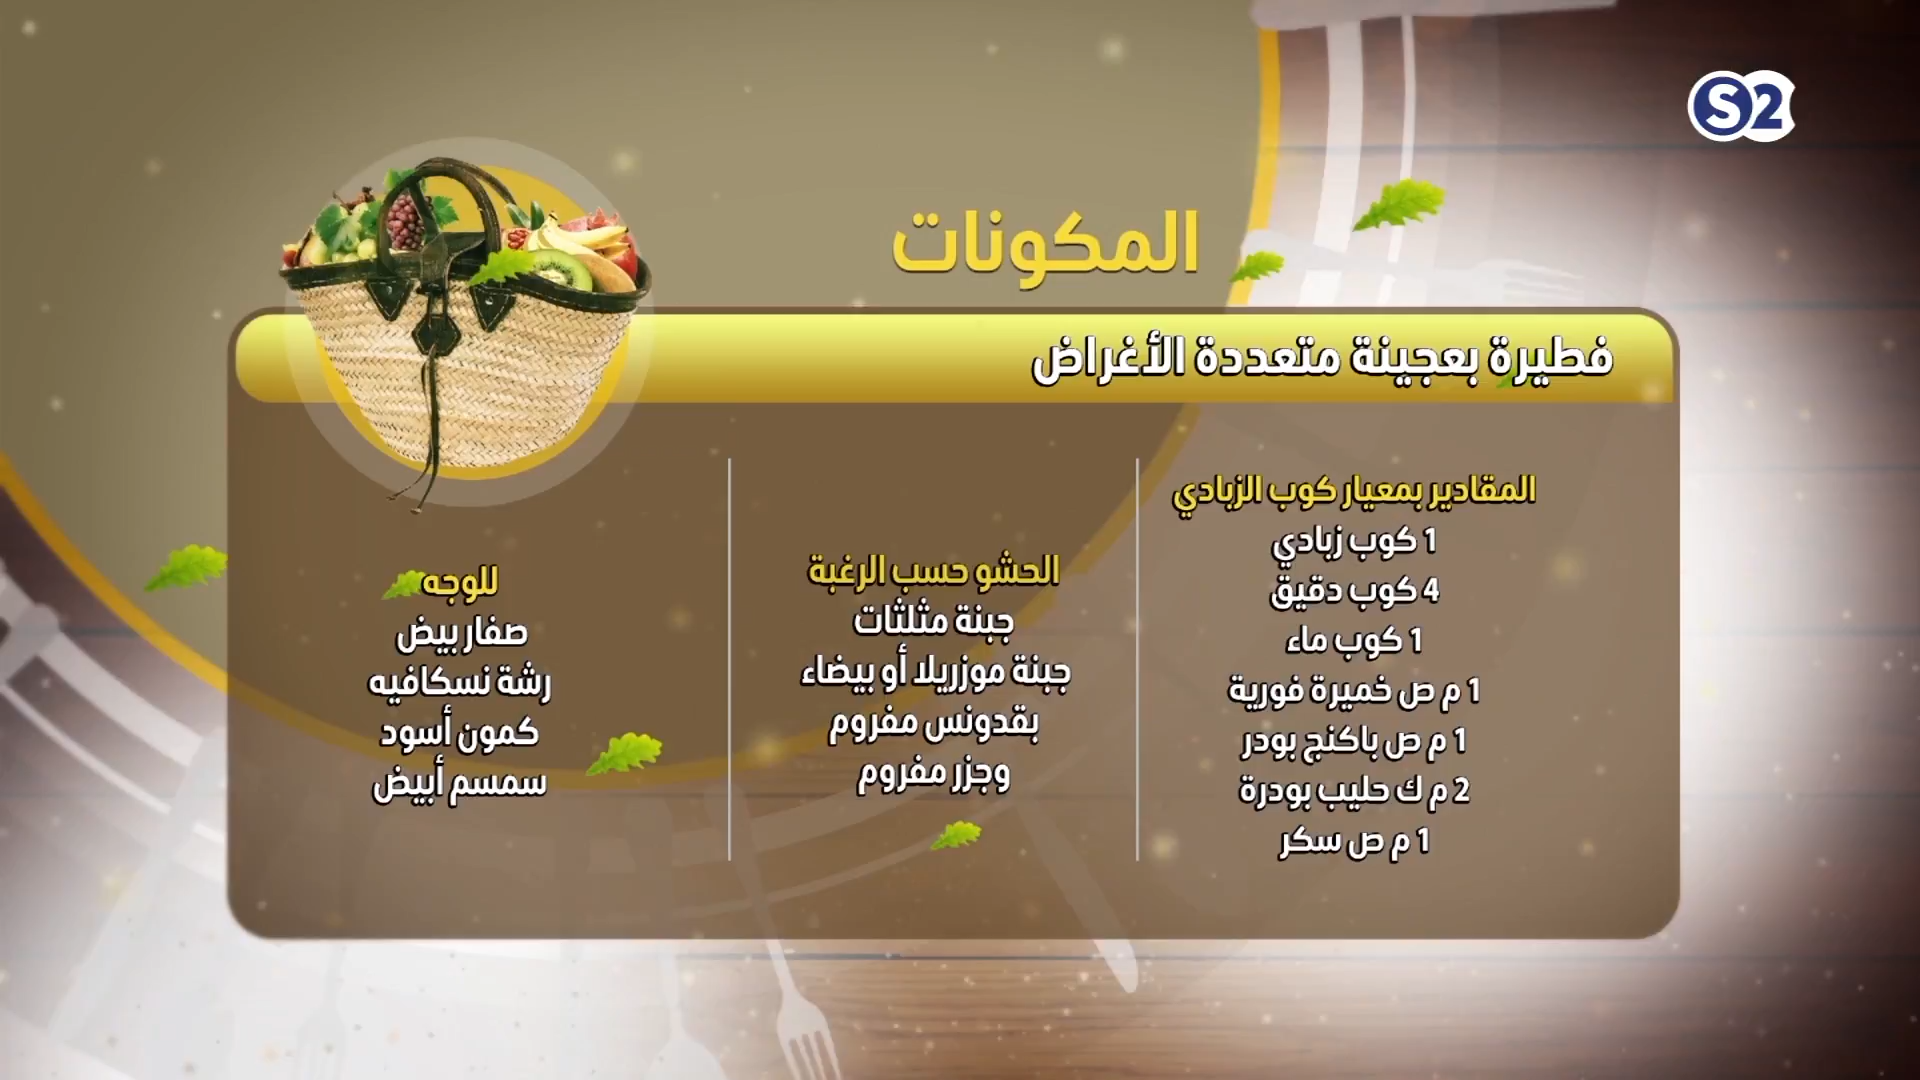 S2
المكونات
فطيرة بعجينة متعددة الأغراض
المقادير بمعيار كوب الزبادي
1 كوب زبادي
4 كوب دقيق
1 كوب ماء
1 م ص خميرة فورية
1 م ص باكنج بودر
2 م ك حليب بودرة
1 م ص سكر
الحشو حسب الرغبة
جبنة مثلثات
جبنة موزريلا أو بيضاء
بقدونس مفروم
وجزر مفروم
للوجه
صفار بيض
رشة نسكافيه
كمون أسود
سمسم أبيض